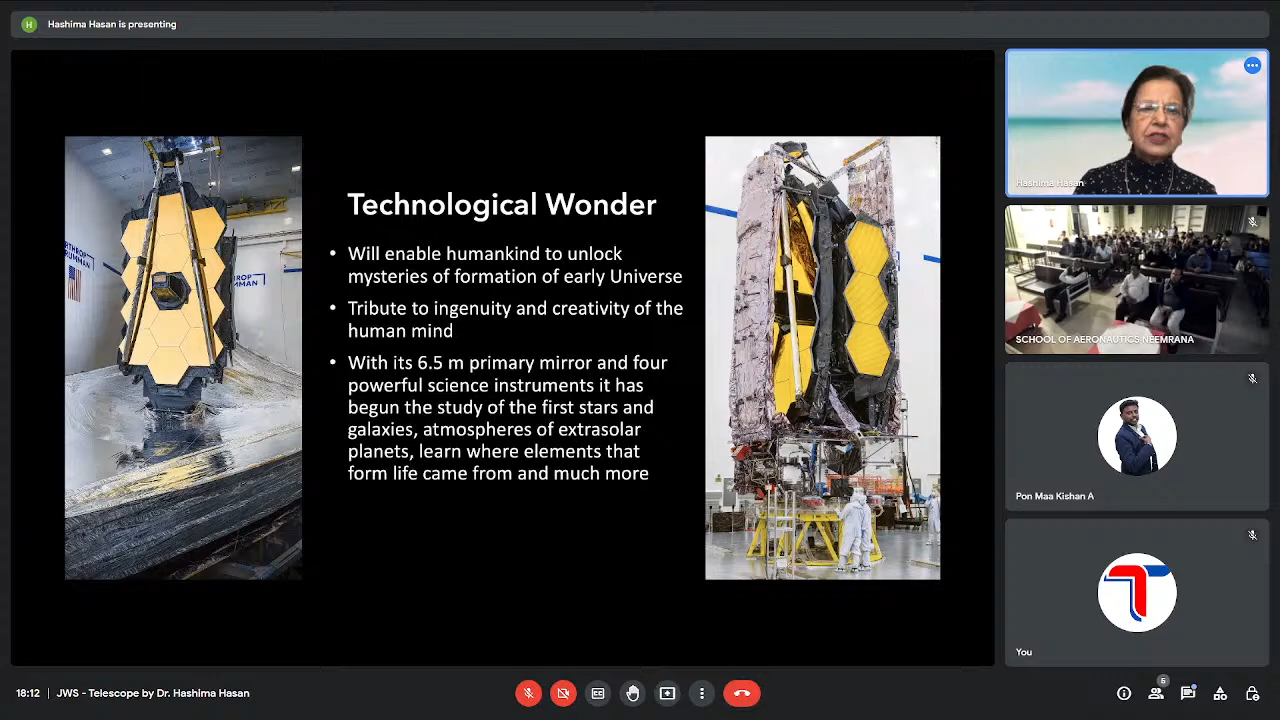 H
Hashima Hasan is presenting
Technological Wonder
• Will enable humankind to unlock
mysteries of formation of early Universe
• Tribute to ingenuity and creativity of the
human mind
• With its 6.5 m primary mirror and four
powerful science instruments it has
begun the study of the first stars and
galaxies, atmospheres of extrasolar
planets, learn where elements that
form life came from and much more
Hashima Hasan
SCHOOL OF AERONAUTICS NEEMRANA
Pon Maa Kishan A
You
18:12 | JWS - Telescope by Dr. Hashima Hasan